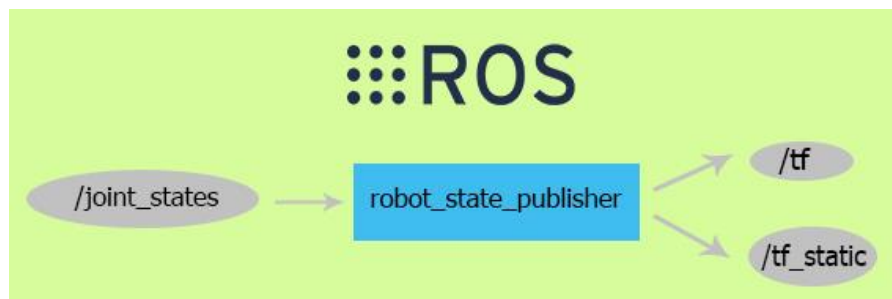 ROS
/joint_states
robot_state_publisher
/tf
/tf_static